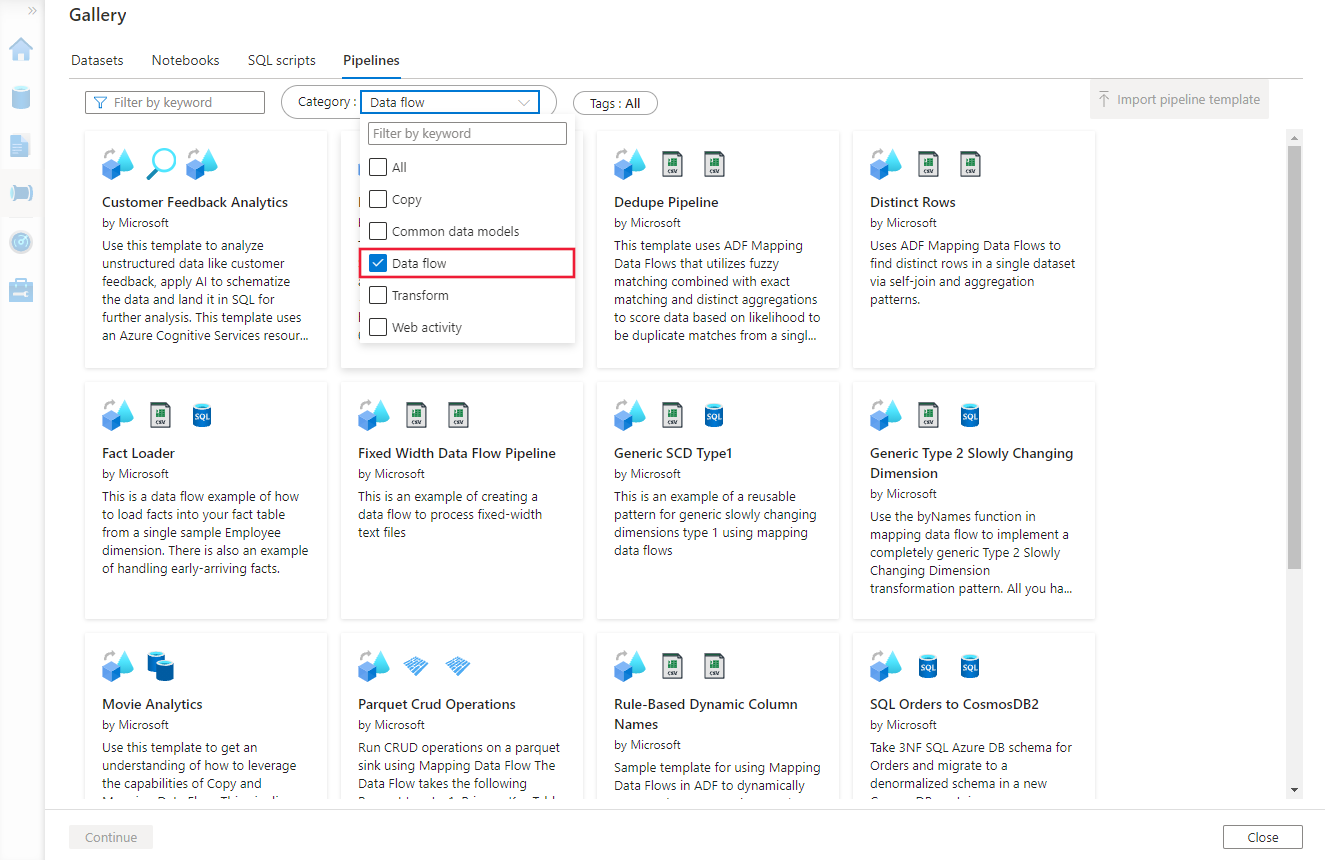 Gallery
Datasets
Notebooks
SQL scripts
Pipelines
Filter by keyword
Category :
Data flow
Tags : All
Import pipeline template
Filter by keyword
All
Copy
Common data models
Data flow
Transform
Web activity
Customer Feedback Analytics
by Microsoft
Use this template to analyze
unstructured data like customer
feedback, apply AI to schematize
the data and land it in SQL for
further analysis. This template uses
an Azure Cognitive Services resour...
CSV
CSV
Dedupe Pipeline
by Microsoft
This template uses ADF Mapping
Data Flows that utilizes fuzzy
matching combined with exact
matching and distinct aggregations
to score data based on likelihood to
be duplicate matches from a singl...
CSV
CSV
Distinct Rows
by Microsoft
Uses ADF Mapping Data Flows to
find distinct rows in a single dataset
via self-join and aggregation
patterns.
CSV
SQL
Fact Loader
by Microsoft
This is a data flow example of how
to load facts into your fact table
from a single sample Employee
dimension. There is also an example
of handling early-arriving facts.
CSV
CSV
Fixed Width Data Flow Pipeline
by Microsoft
This is an example of creating a
data flow to process fixed-width
text files
CSV
SQL
Generic SCD Type1
by Microsoft
This is an example of a reusable
pattern for generic slowly changing
dimensions type 1 using mapping
data flows
CSV
SQL
Generic Type 2 Slowly Changing
Dimension
by Microsoft
Use the byNames function in
mapping data flow to implement a
completely generic Type 2 Slowly
Changing Dimension
transformation pattern. All you ha...
Movie Analytics
by Microsoft
Use this template to get an
understanding of how to leverage
the capabilities of Copy and
Parquet Crud Operations
by Microsoft
Run CRUD operations on a parquet
sink using Mapping Data Flow The
Data Flow takes the following
CSV
CSV
Rule-Based Dynamic Column
Names
by Microsoft
Sample template for using Mapping
Data Flows in ADF to dynamically
SQL
SQL
SQL Orders to CosmosDB2
by Microsoft
Take 3NF SQL Azure DB schema for
Orders and migrate to a
denormalized schema in a new
Continue
Close